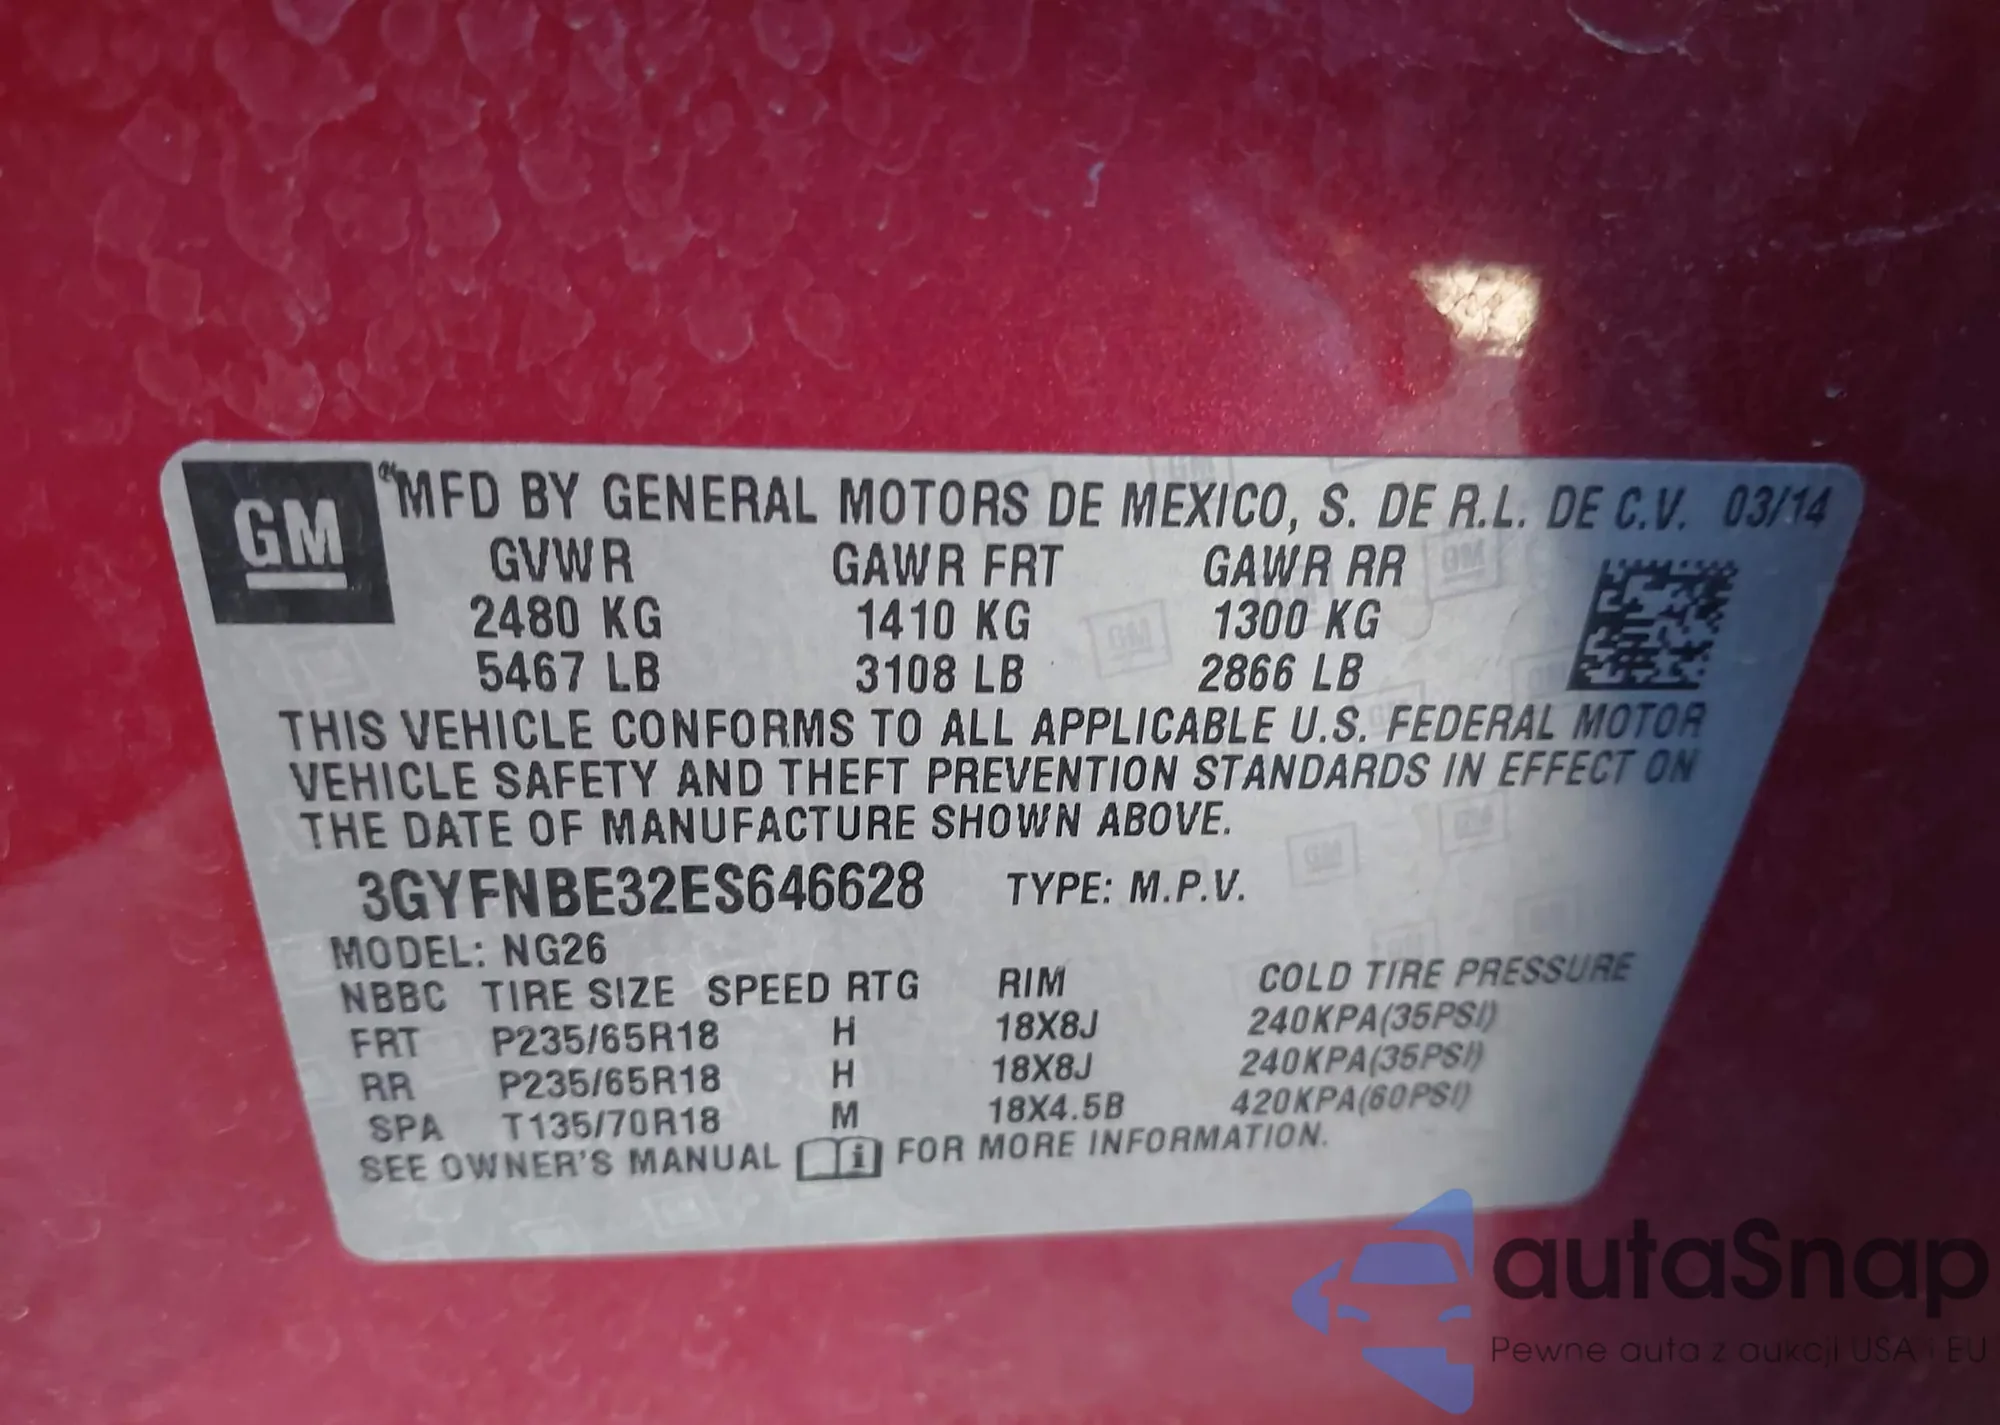 GM
MFD BY GENERAL MOTORS DE MEXICO, S. DE R.L. DE C.V. 03/14
GVWR GAWR FRT GAWR RR
2480 KG 1410 KG 1300 KG
5467 LB 3108 LB 2866 LB
THIS VEHICLE CONFORMS TO ALL APPLICABLE U.S. FEDERAL MOTOR
VEHICLE SAFETY AND THEFT PREVENTION STANDARDS IN EFFECT ON
THE DATE OF MANUFACTURE SHOWN ABOVE.
3GYFNBE32ES646628 TYPE: M.P.V.
MODEL: NG26
NBBC TIRE SIZE SPEED RTG RIM COLD TIRE PRESSURE
FRT P235/65R18 H 18X8J 240KPA(35PSI)
RR P235/65R18 H 18X8J 240KPA(35PSI)
SPA T135/70R18 M 18X4.5B 420KPA(60PSI)
SEE OWNER'S MANUAL i FOR MORE INFORMATION.
autaSnap
Pewne auta z aukcji USA i EU